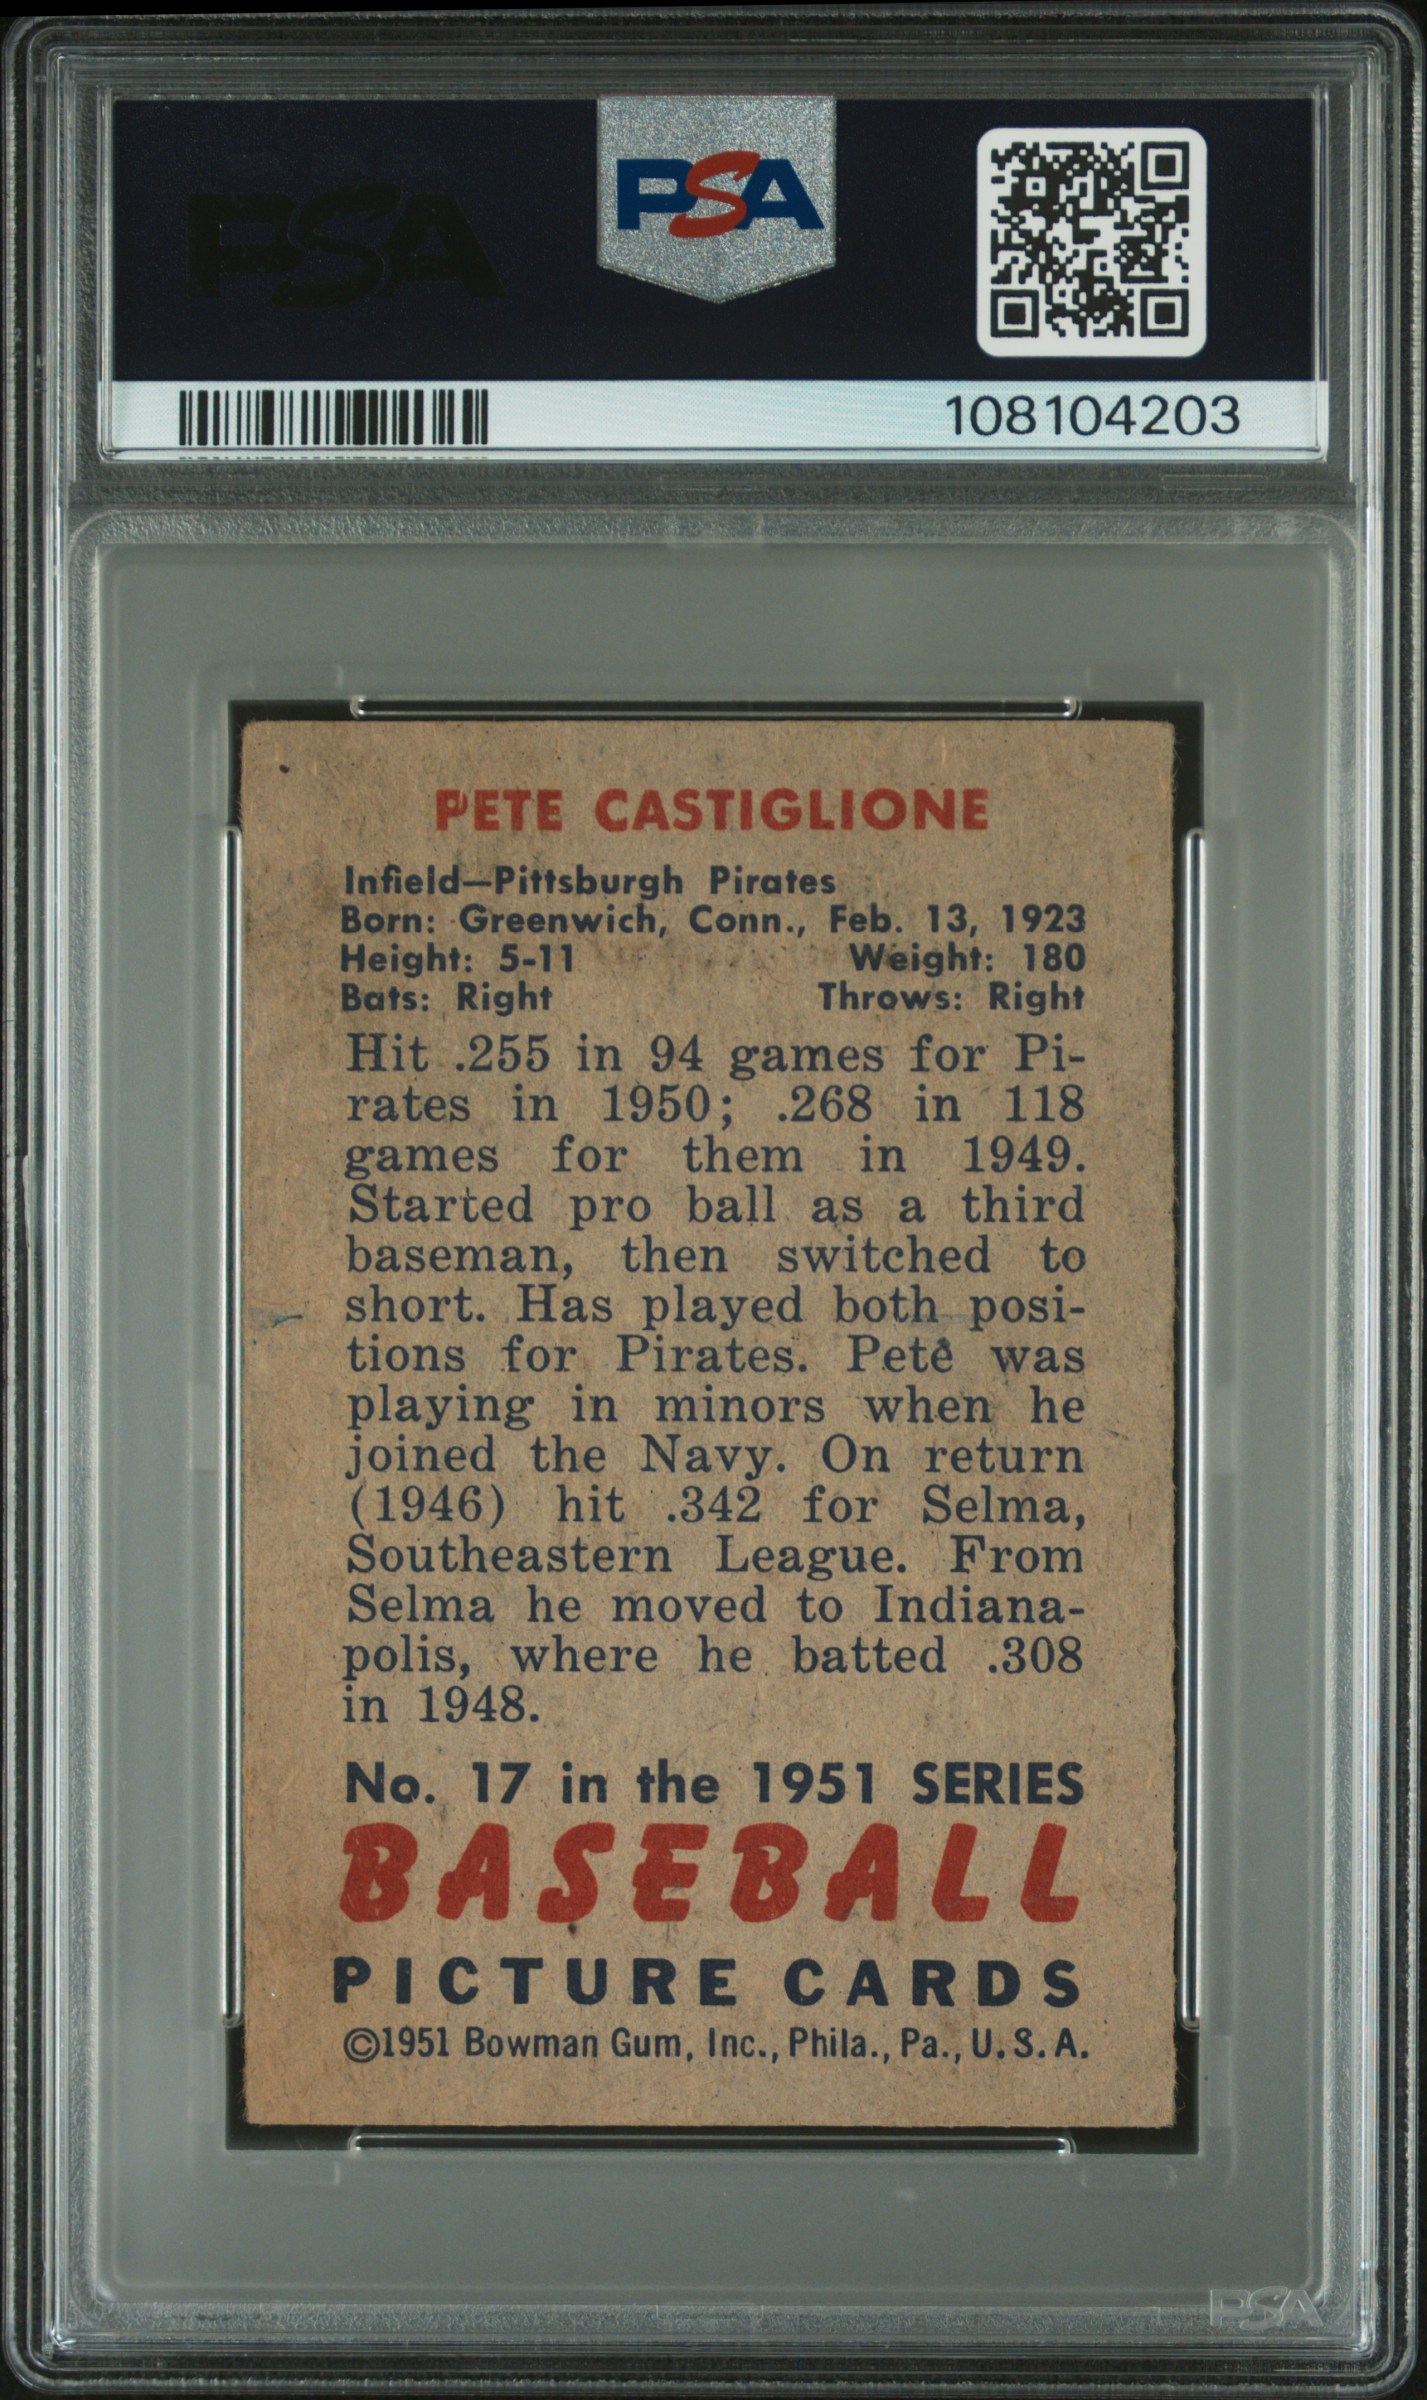 PSA
PSA
108104203
PETE CASTIGLIONE
Infield—Pittsburgh Pirates
Born: Greenwich, Conn., Feb. 13, 1923
Height: 5-11 Weight: 180
Bats: Right Throws: Right
Hit .255 in 94 games for Pi-
rates in 1950; .268 in 118
games for them in 1949.
Started pro ball as a third
baseman, then switched to
short. Has played both posi-
tions for Pirates. Pete was
playing in minors when he
joined the Navy. On return
(1946) hit .342 for Selma,
Southeastern League. From
Selma he moved to Indiana-
polis, where he batted .308
in 1948.
No. 17 in the 1951 SERIES
BASEBALL
PICTURE CARDS
©1951 Bowman Gum, Inc., Phila., Pa., U.S.A.
PSA